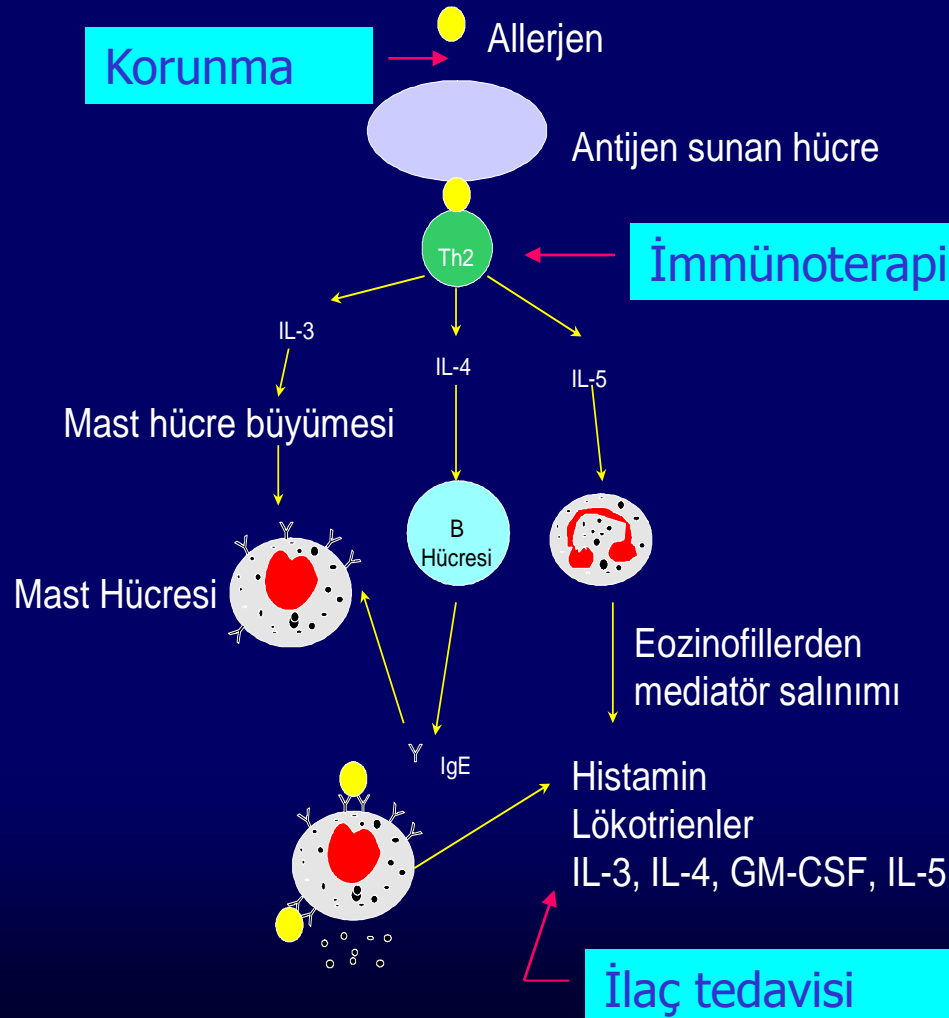 Allerjen
Korunma
Antijen sunan hücre
Th2
İmmünoterapi
IL-3
IL-4
IL-5
Mast hücre büyümesi
B
Hücresi
Mast Hücresi
Eozinofillerden
mediatör salınımı
IgE
Histamin
Lökotrienler
IL-3, IL-4, GM-CSF, IL-5
İlaç tedavisi